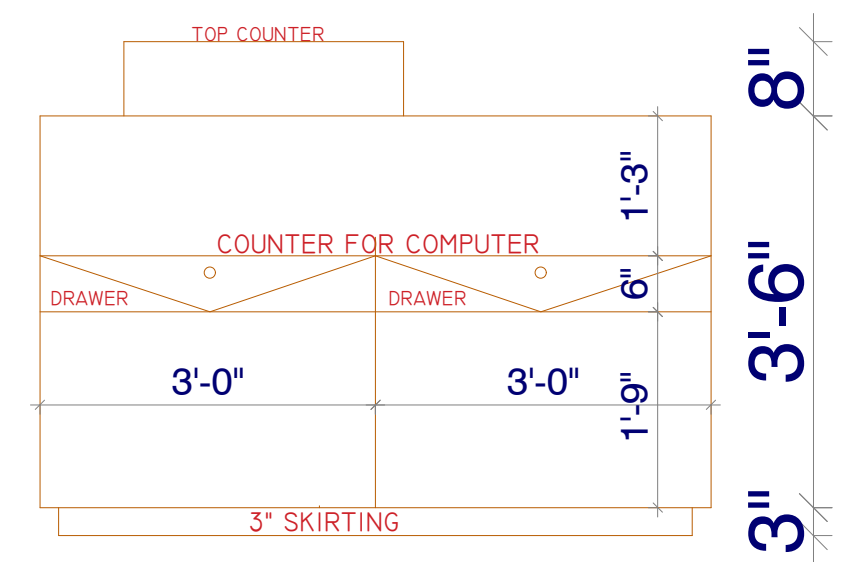 TOP COUNTER
8"
1'-3"
COUNTER FOR COMPUTER
3'-6"
6"
DRAWER
DRAWER
3'-0"
3'-0"
1'-9"
3" SKIRTING
3"